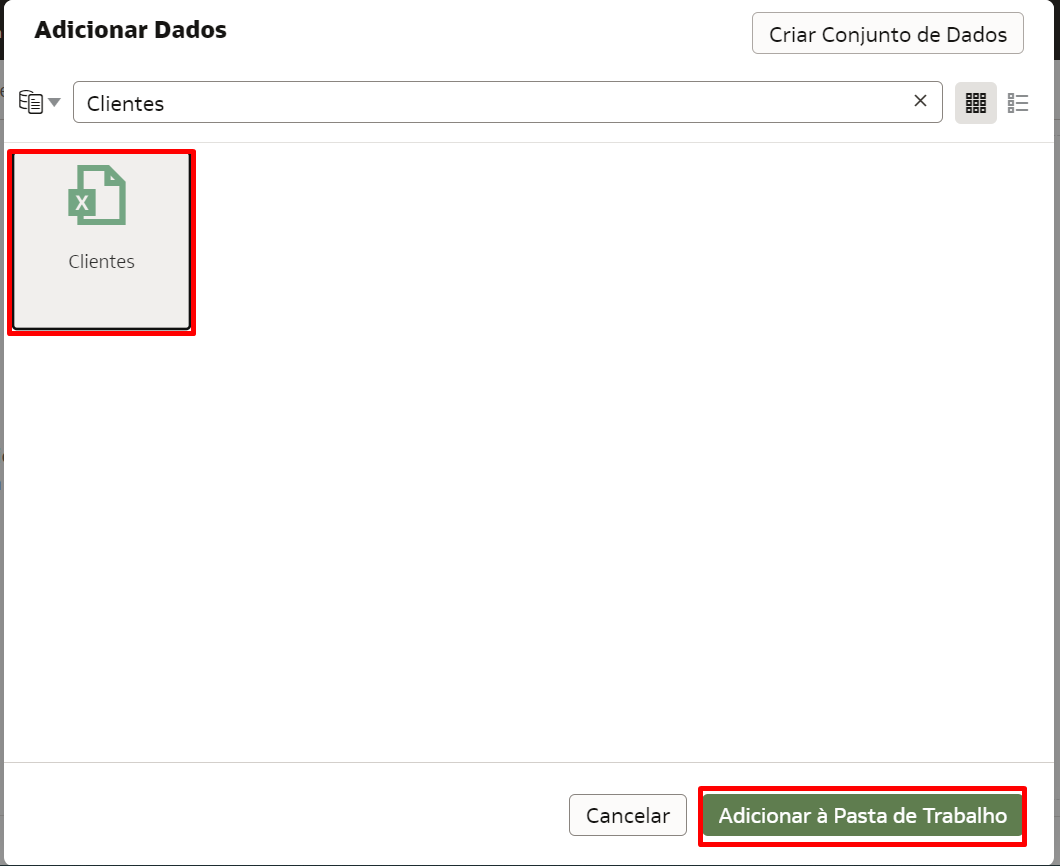 Adicionar Dados
Criar Conjunto de Dados
Clientes
X
Clientes
Cancelar
Adicionar à Pasta de Trabalho